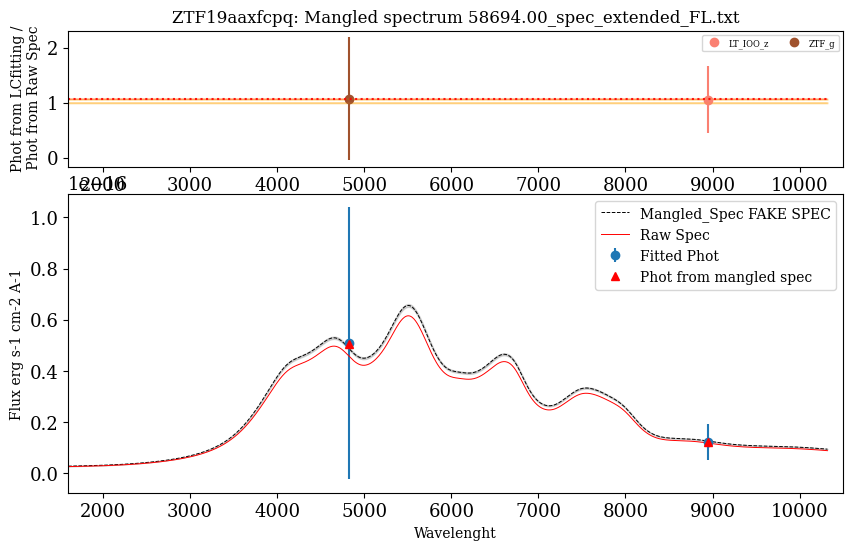 ZTF19aaxfcpq: Mangled spectrum 58694.00_spec_extended_FL.txt
Phot from LCfitting /
Phot from Raw Spec
2
1
0
LT_IOO_z
ZTF_g
2000 3000 4000 5000 6000 7000 8000 9000 10000
1e−16
Flux erg s-1 cm-2 A-1
1.0
0.8
0.6
0.4
0.2
0.0
Mangled_Spec FAKE SPEC
Raw Spec
Fitted Phot
Phot from mangled spec
2000 3000 4000 5000 6000 7000 8000 9000 10000
Wavelenght